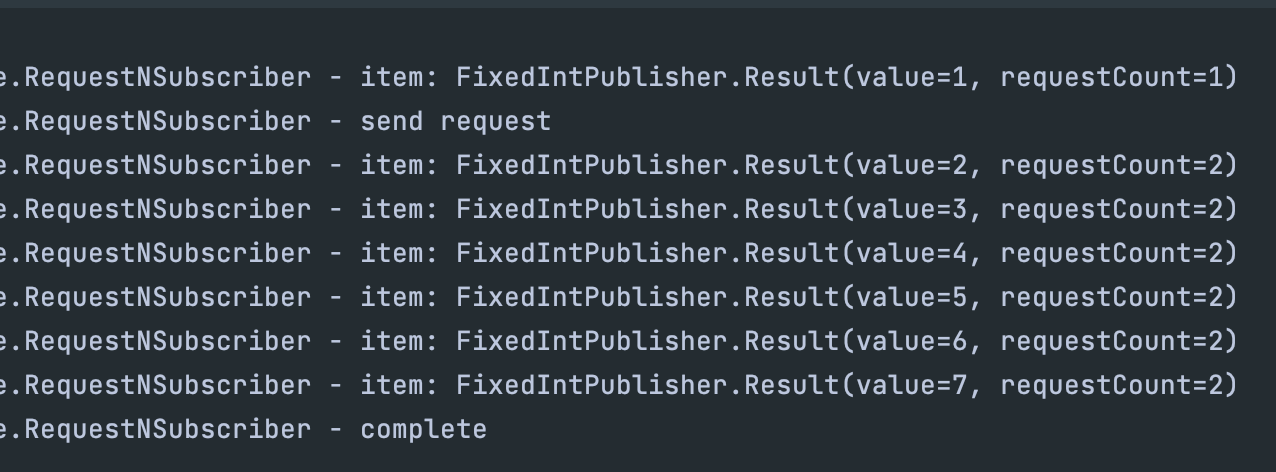 e.RequestNSubscriber - item: FixedIntPublisher.Result(value=1, requestCount=1)
e.RequestNSubscriber - send request
e.RequestNSubscriber - item: FixedIntPublisher.Result(value=2, requestCount=2)
e.RequestNSubscriber - item: FixedIntPublisher.Result(value=3, requestCount=2)
e.RequestNSubscriber - item: FixedIntPublisher.Result(value=4, requestCount=2)
e.RequestNSubscriber - item: FixedIntPublisher.Result(value=5, requestCount=2)
e.RequestNSubscriber - item: FixedIntPublisher.Result(value=6, requestCount=2)
e.RequestNSubscriber - item: FixedIntPublisher.Result(value=7, requestCount=2)
e.RequestNSubscriber - complete